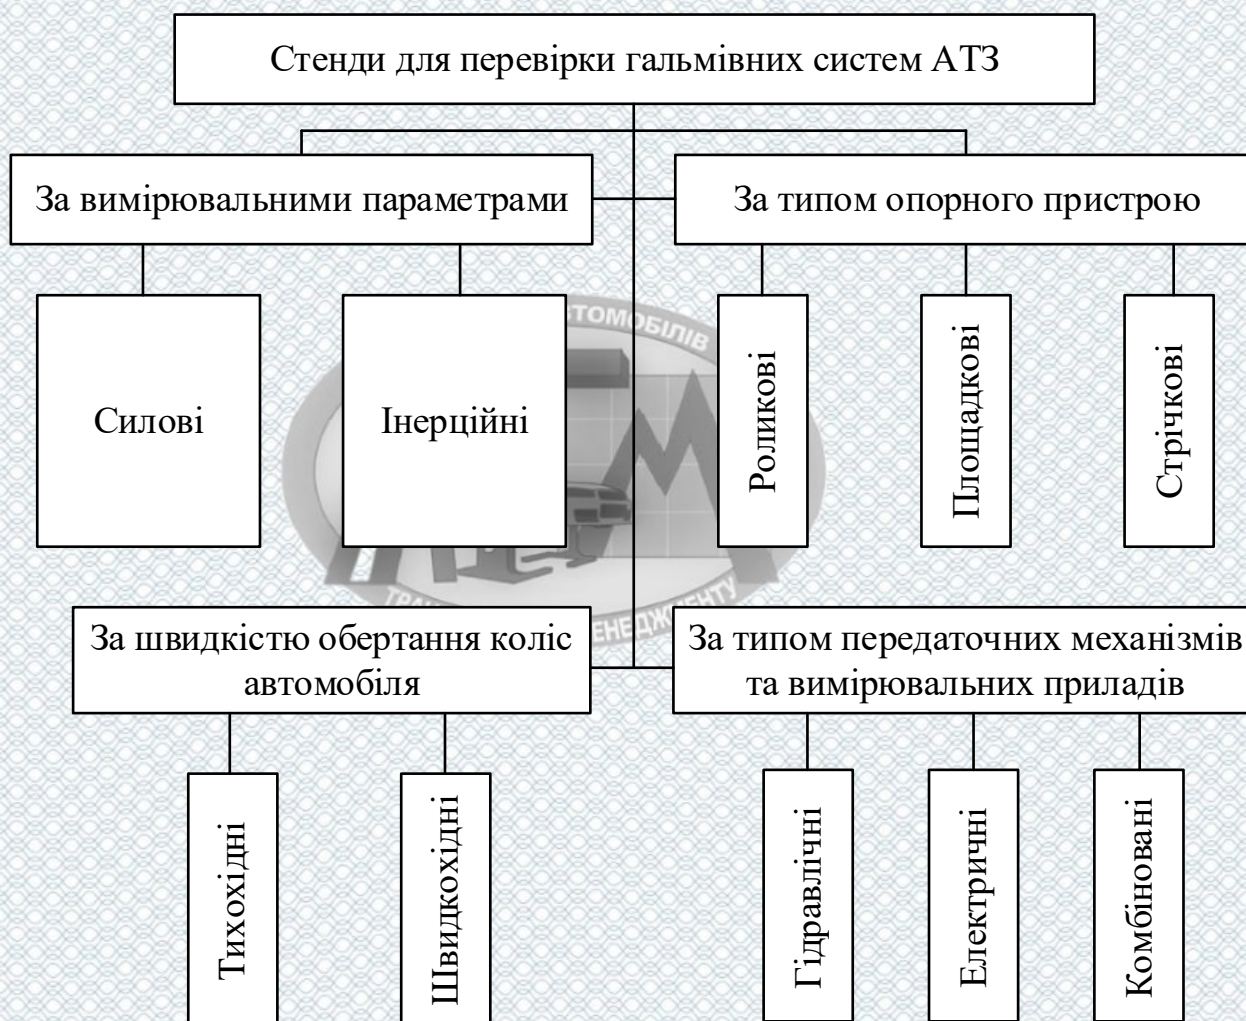 Стенди для перевірки гальмівних систем АТЗ
За вимірювальними параметрами
За типом опорного пристрою
Силові
Інерційні
Роликові
Площадкові
Стрічкові
За швидкістю обертання коліс
автомобіля
За типом передаточних механізмів
та вимірювальних приладів
Тихохідні
Швидкохідні
Гідравлічні
Електричні
Комбіновані